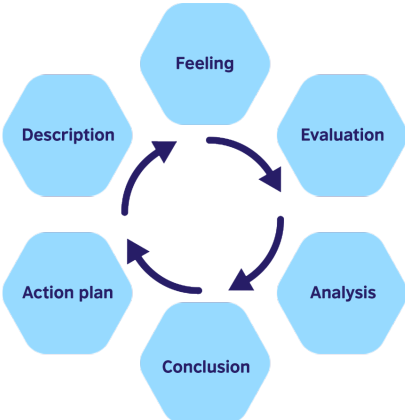 Feeling
Description
Evaluation
Action plan
Analysis
Conclusion